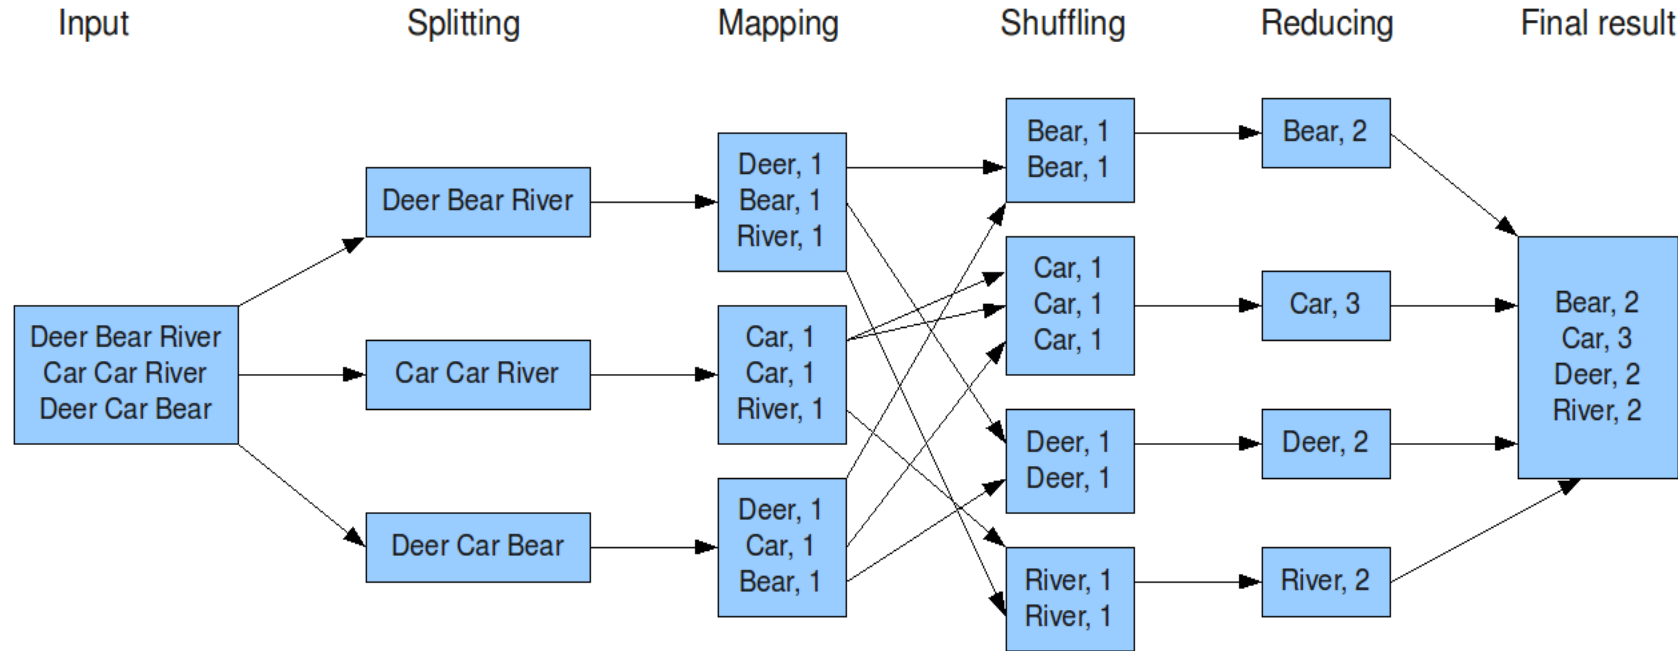 Input
Splitting
Mapping
Shuffling
Reducing
Final result
Deer Bear River
Car Car River
Deer Car Bear
Deer Bear River
Car Car River
Deer Car Bear
Deer, 1
Bear, 1
River, 1
Car, 1
Car, 1
River, 1
Deer, 1
Car, 1
Bear, 1
Bear, 1
Bear, 1
Car, 1
Car, 1
Car, 1
Deer, 1
Deer, 1
River, 1
River, 1
Bear, 2
Car, 3
Deer, 2
River, 2
Bear, 2
Car, 3
Deer, 2
River, 2